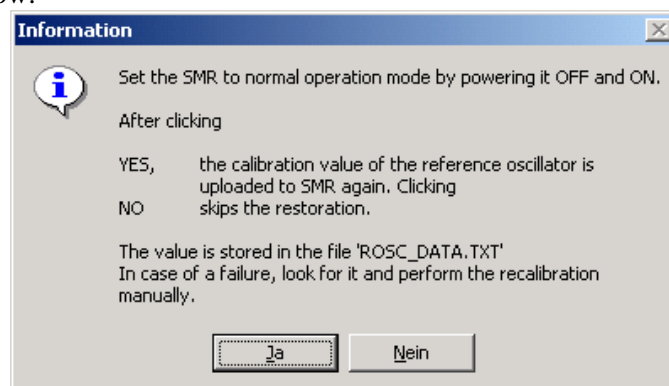 Information
Set the SMR to normal operation mode by powering it OFF and ON.
After clicking
YES, the calibration value of the reference oscillator is
uploaded to SMR again. Clicking
NO skips the restoration.
The value is stored in the file 'ROSC_DATA.TXT'
In case of a failure, look for it and perform the recalibration
manually.
Ja
Nein